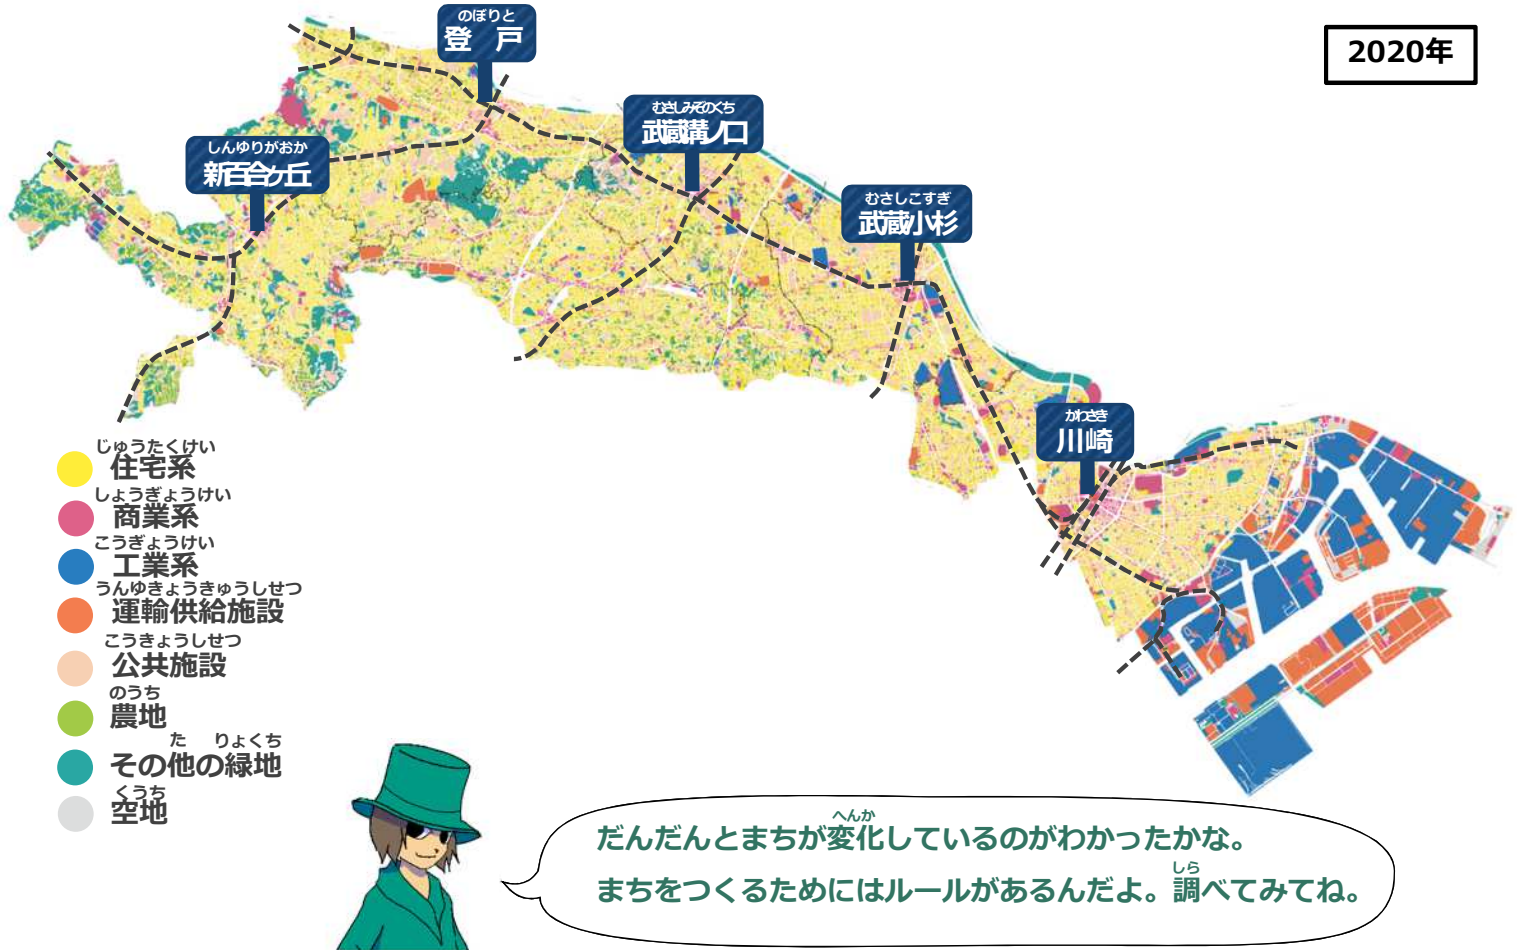 2020年
のぼりと
登 戸
むさしみぞのくち
武蔵溝ノ口
しんゆりがおか
新百合ヶ丘
むさしこすぎ
武蔵小杉
かわさき
川崎
じゅうたくけい
住宅系
しょうぎょうけい
商業系
こうぎょうけい
工業系
うんゆきょうきゅうしせつ
運輸供給施設
こうきょうしせつ
公共施設
のうち
農地
た りょくち
その他の緑地
くうち
空地
へんか
だんだんとまちが変化しているのがわかったかな。
しら
まちをつくるためにはルールがあるんだよ。調べてみてね。